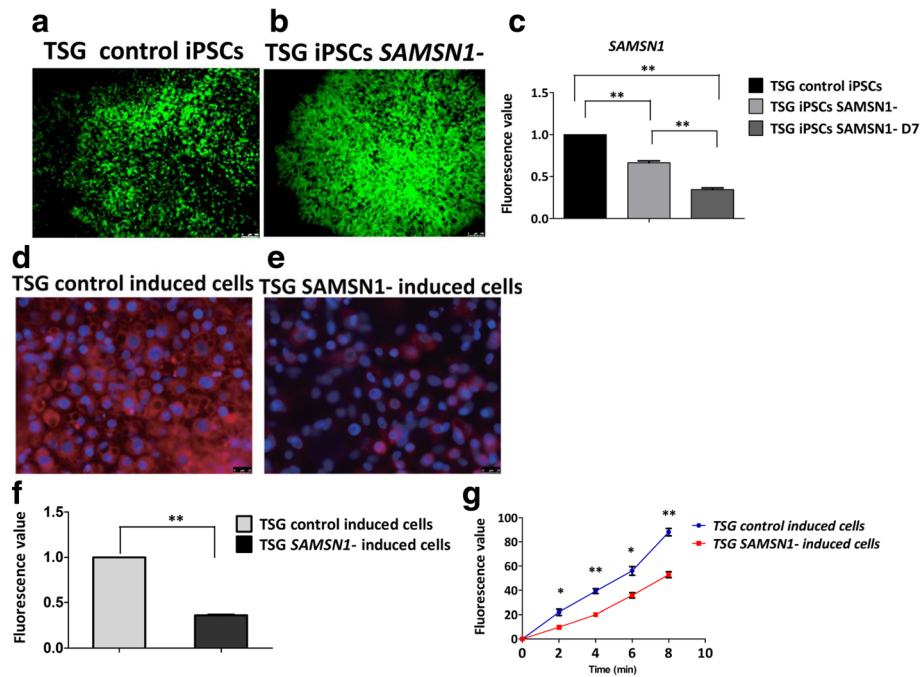 a
TSG control iPSCs
b
TSG iPSCs SAMSN1-
c
SAMSN1
**
**
**
Fluorescence value
1.5
1.0
0.5
0.0
TSG control iPSCs
TSG iPSCs SAMSN1-
TSG iPSCs SAMSN1- D7
d
TSG control induced cells
e
TSG SAMSN1- induced cells
f
Fluorescence value
1.5
1.0
0.5
0.0
**
TSG control induced cells
TSG SAMSN1- induced cells
g
Fluorescence value
100
80
60
40
20
0
*
**
*
**
0 2 4 6 8 10
Time (min)
TSG control induced cells
TSG SAMSN1- induced cells